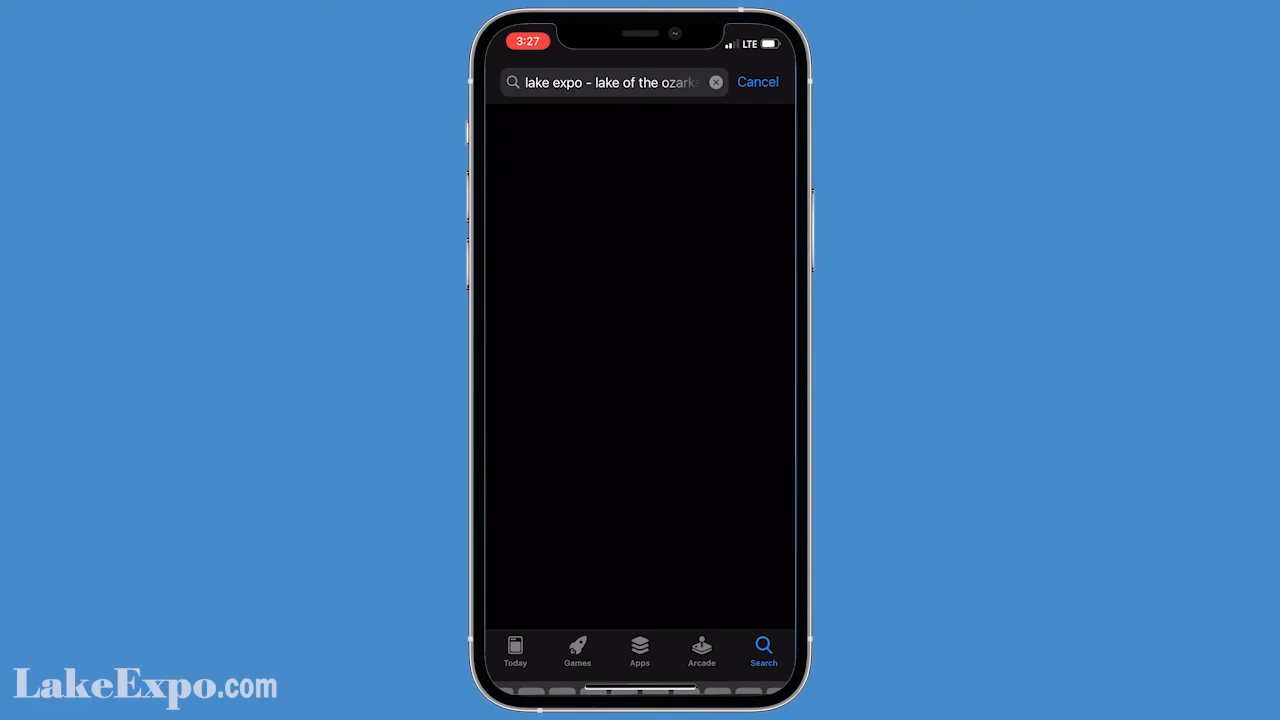 3:27
LTE
lake expo - lake of the ozarks
Cancel
Today
Games
Apps
Arcade
Search
LakeExpo.com